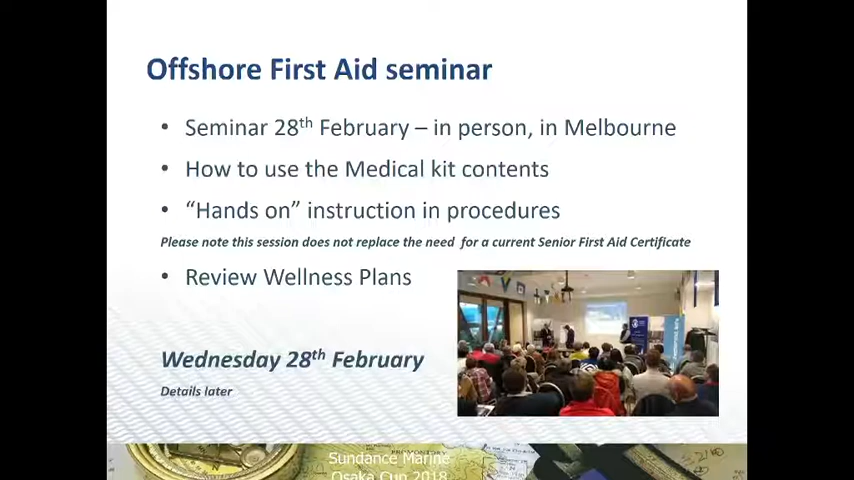 Offshore First Aid seminar
• Seminar 28th February – in person, in Melbourne
• How to use the Medical kit contents
• “Hands on” instruction in procedures
Please note this session does not replace the need for a current Senior First Aid Certificate
• Review Wellness Plans
Wednesday 28th February
Details later
Sundance Marine
Osaka Cup 2018